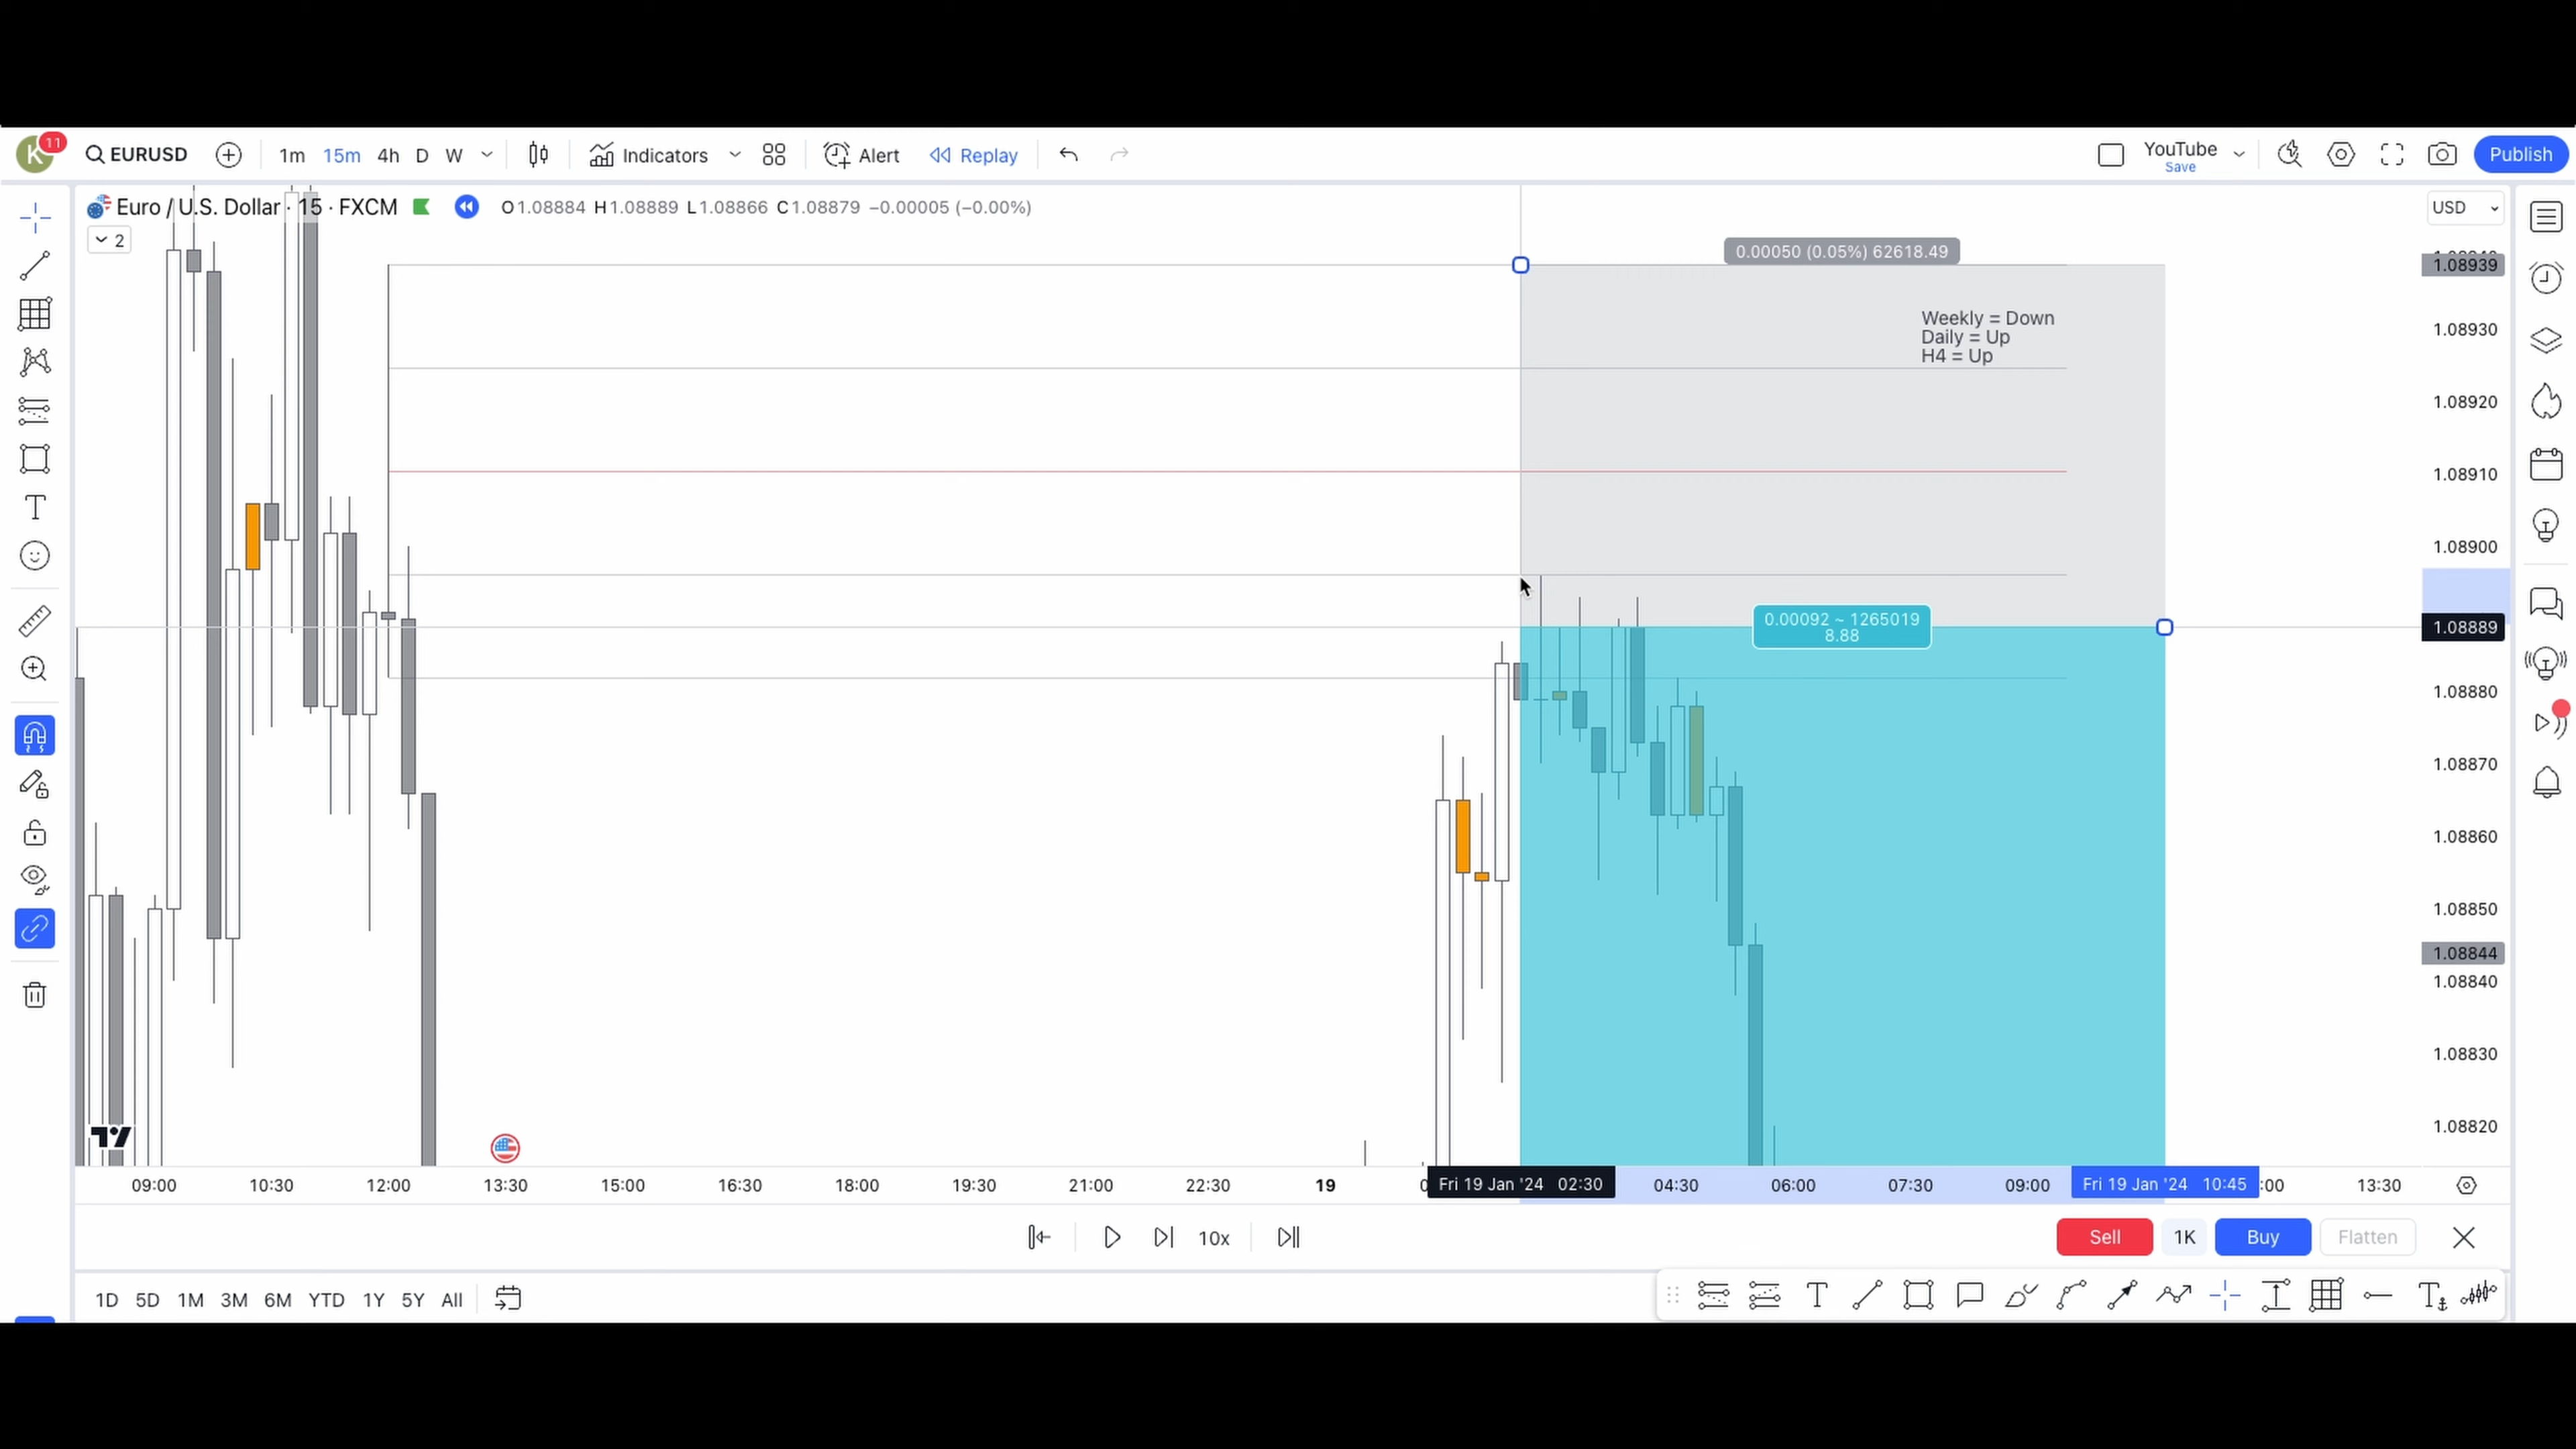 K 11 EURUSD 1m 15m 4h D W Indicators Alert Replay YouTube Save Publish
Euro / U.S. Dollar · 15 · FXCM O1.08884 H1.08889 L1.08866 C1.08879 −0.00005 (−0.00%) USD
2
0.00050 (0.05%) 62618.49
1.08939
Weekly = Down
Daily = Up
H4 = Up
1.08930
1.08920
1.08910
1.08900
0.00092 ~ 1265019
8.88
1.08889
1.08880
1.08870
1.08860
1.08850
1.08844
1.08840
1.08830
1.08820
09:00 10:30 12:00 13:30 15:00 16:30 18:00 19:30 21:00 22:30 19 Fri 19 Jan '24 02:30 04:30 06:00 07:30 09:00 Fri 19 Jan '24 10:45 :00 13:30
10x Sell 1K Buy Flatten
1D 5D 1M 3M 6M YTD 1Y 5Y All